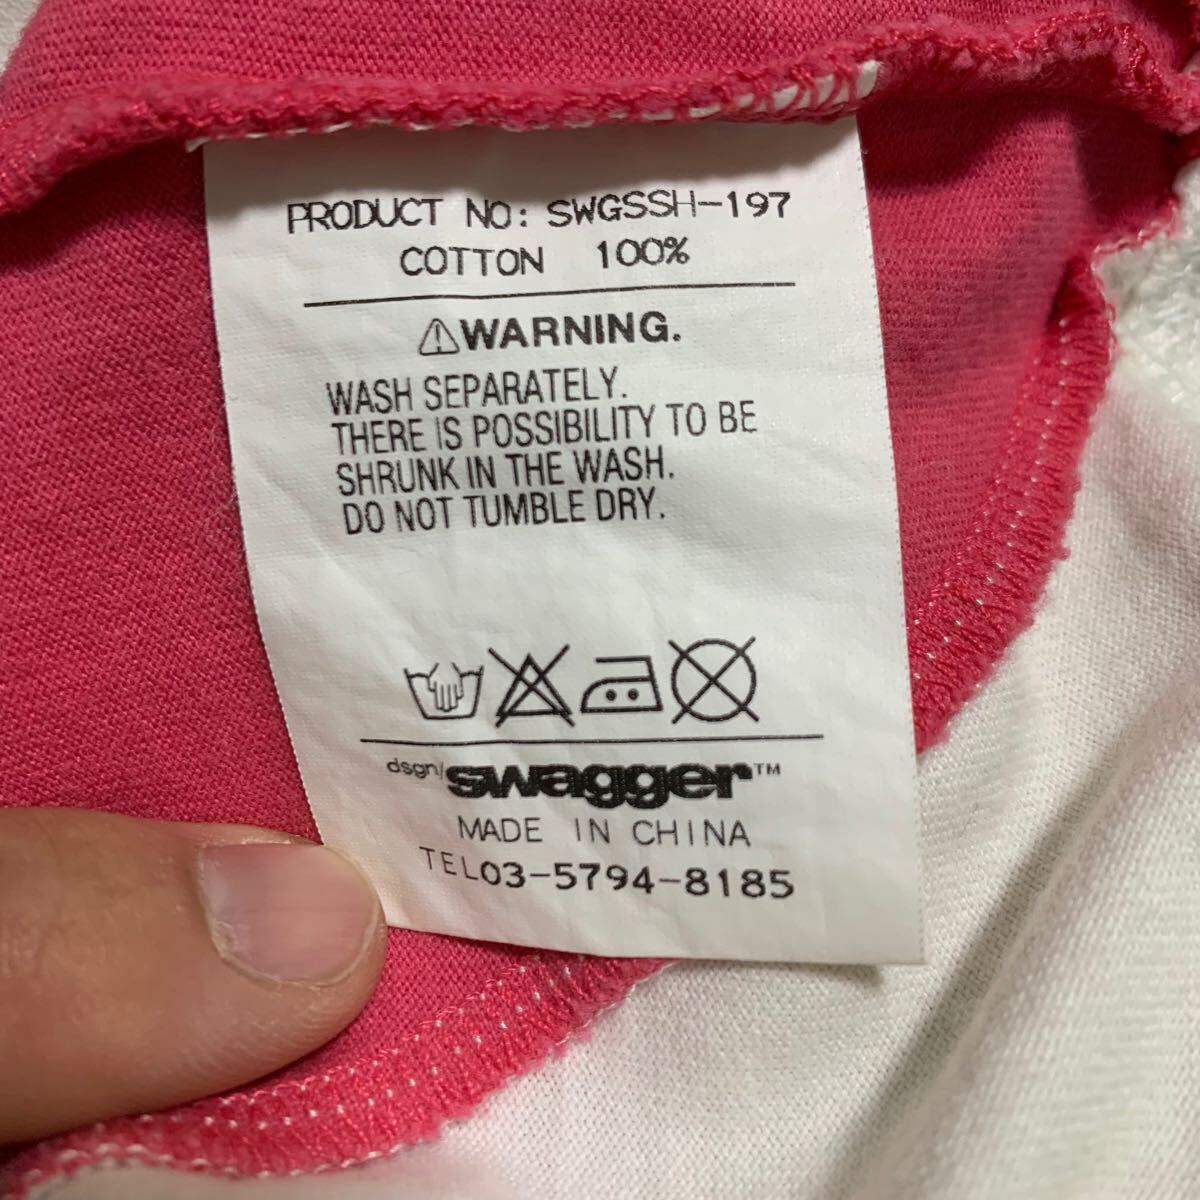 PRODUCT NO: SWGSSH-197
COTTON 100%
⚠WARNING.
WASH SEPARATELY.
THERE IS POSSIBILITY TO BE
SHRUNK IN THE WASH.
DO NOT TUMBLE DRY.
dsgn/swagger™
MADE IN CHINA
TEL03-5794-8185